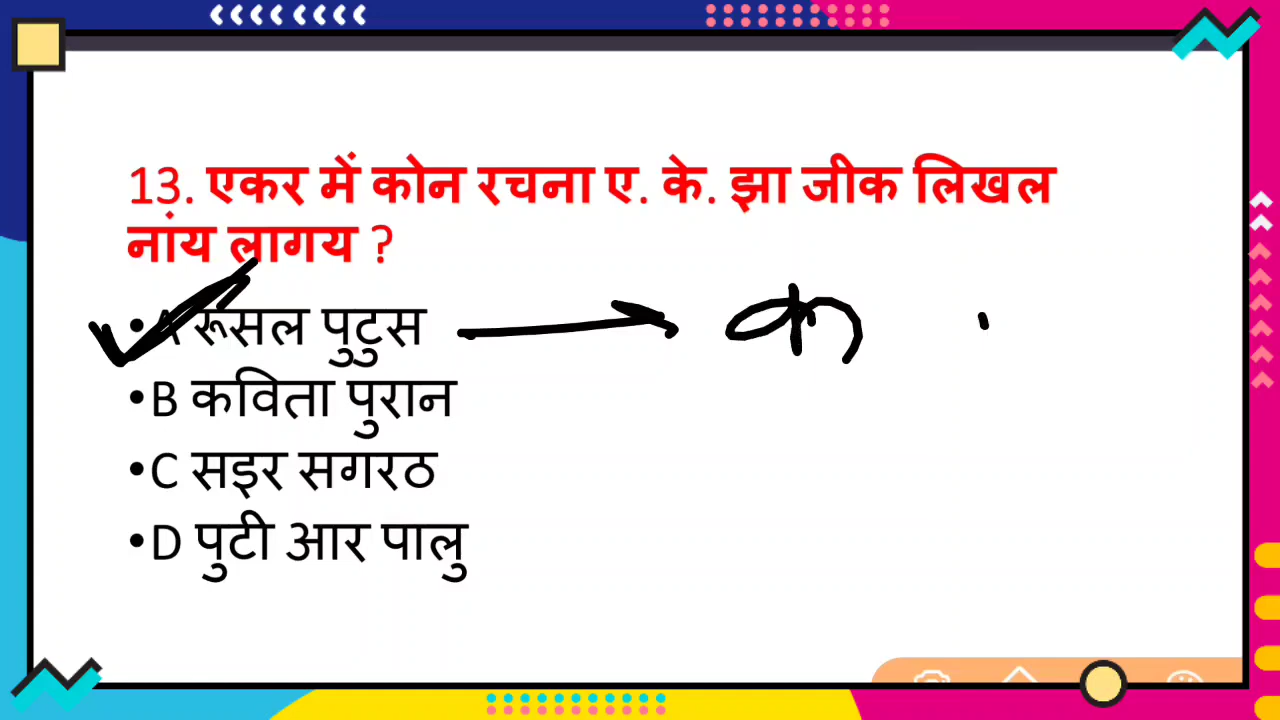 13. एकर में कोन रचना ए. के. झा जीक लिखल
नांय लागय ?
•A रूसल पुटुस क
•B कविता पुरान
•C सइर सगरठ
•D पुटी आर पालु